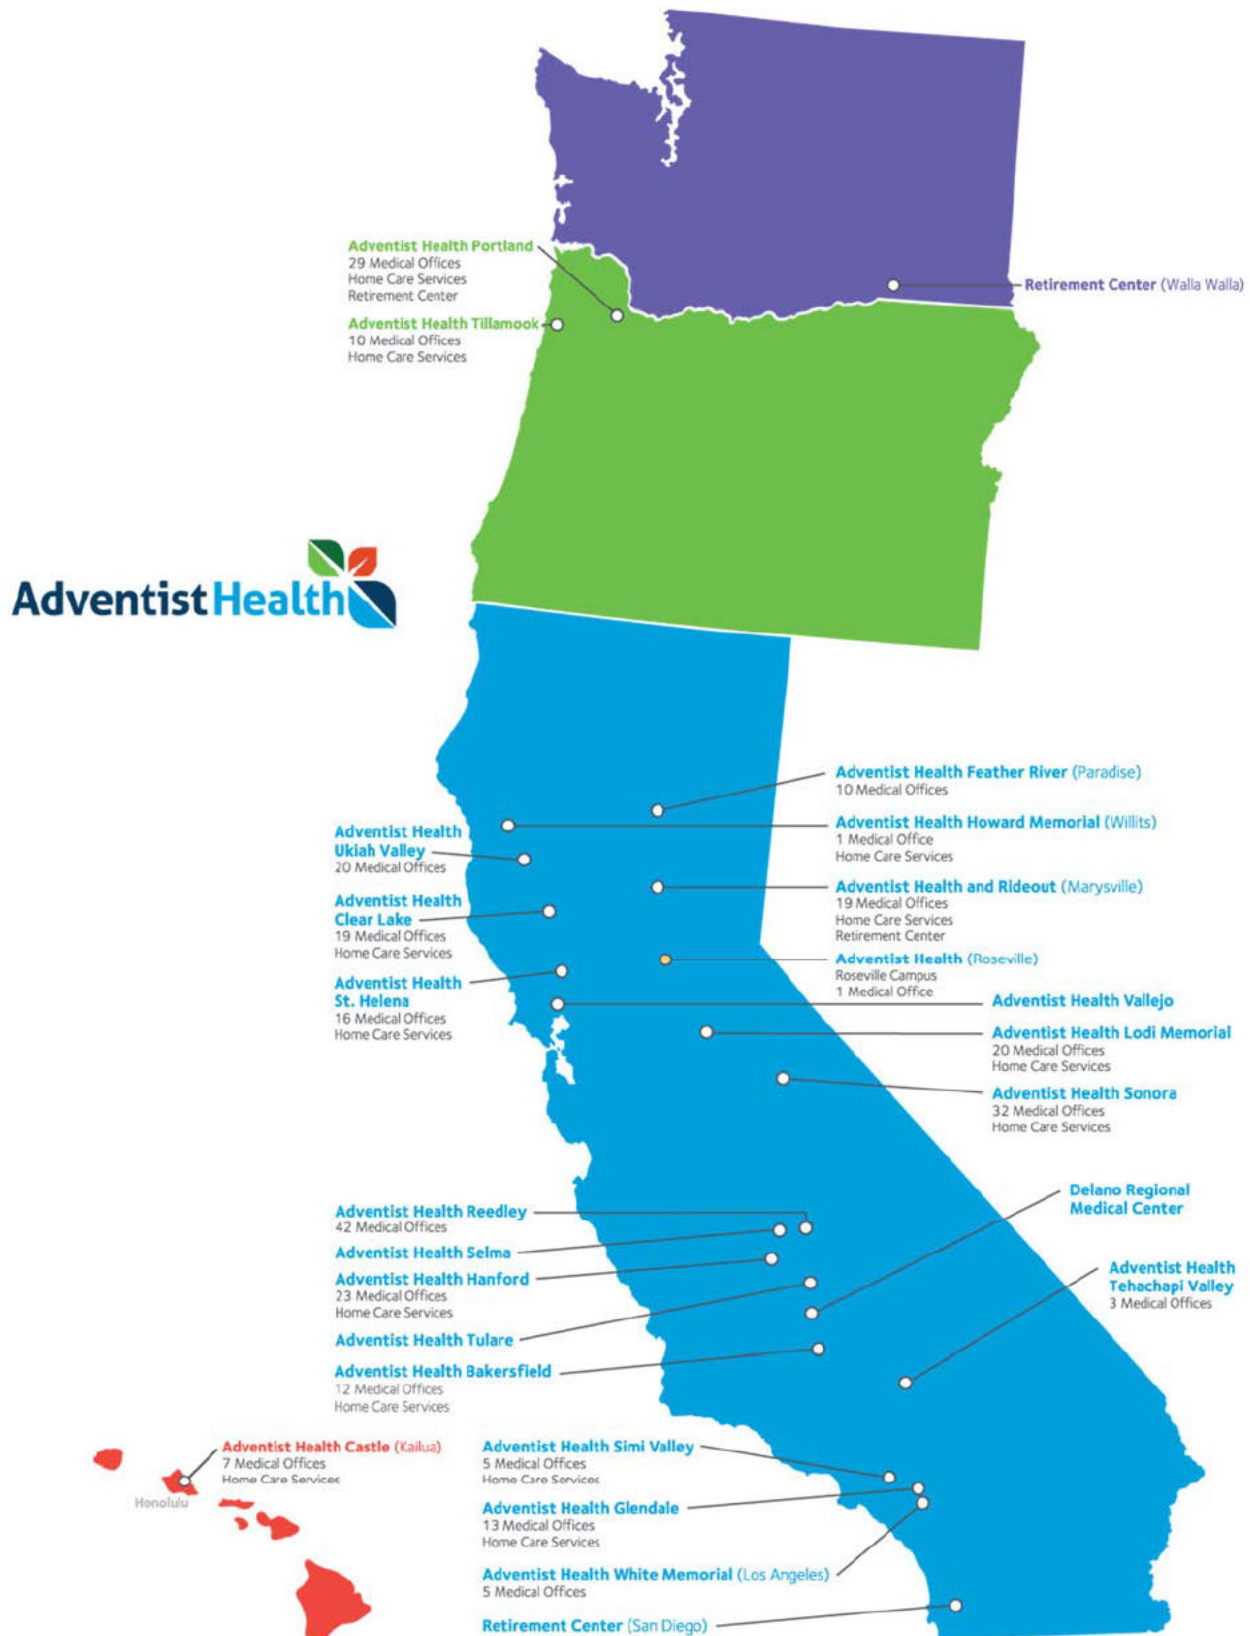 Adventist Health Portland
29 Medical Offices
Home Care Services
Retirement Center
Adventist Health Tillamook
10 Medical Offices
Home Care Services
Retirement Center (Walla Walla)
AdventistHealth
Adventist Health Feather River (Paradise)
10 Medical Offices
Adventist Health Howard Memorial (Willits)
1 Medical Office
Home Care Services
Adventist Health
Ukiah Valley
20 Medical Offices
Adventist Health and Rideout (Marysville)
19 Medical Offices
Home Care Services
Retirement Center
Adventist Health
Clear Lake
19 Medical Offices
Home Care Services
Adventist Health (Roseville)
Roseville Campus
1 Medical Office
Adventist Health
St. Helena
16 Medical Offices
Home Care Services
Adventist Health Vallejo
Adventist Health Lodi Memorial
20 Medical Offices
Home Care Services
Adventist Health Sonora
32 Medical Offices
Home Care Services
Delano Regional
Medical Center
Adventist Health Reedley
42 Medical Offices
Adventist Health Selma
Adventist Health Hanford
23 Medical Offices
Home Care Services
Adventist Health
Tehachapi Valley
3 Medical Offices
Adventist Health Tulare
Adventist Health Bakersfield
12 Medical Offices
Home Care Services
Adventist Health Castle (Kailua)
7 Medical Offices
Home Care Services
Honolulu
Adventist Health Simi Valley
5 Medical Offices
Home Care Services
Adventist Health Glendale
13 Medical Offices
Home Care Services
Adventist Health White Memorial (Los Angeles)
5 Medical Offices
Retirement Center (San Diego)